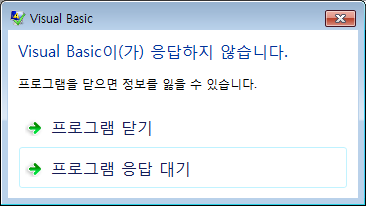 Visual Basic
Visual Basic이(가) 응답하지 않습니다.
프로그램을 닫으면 정보를 잃을 수 있습니다.
프로그램 닫기
프로그램 응답 대기